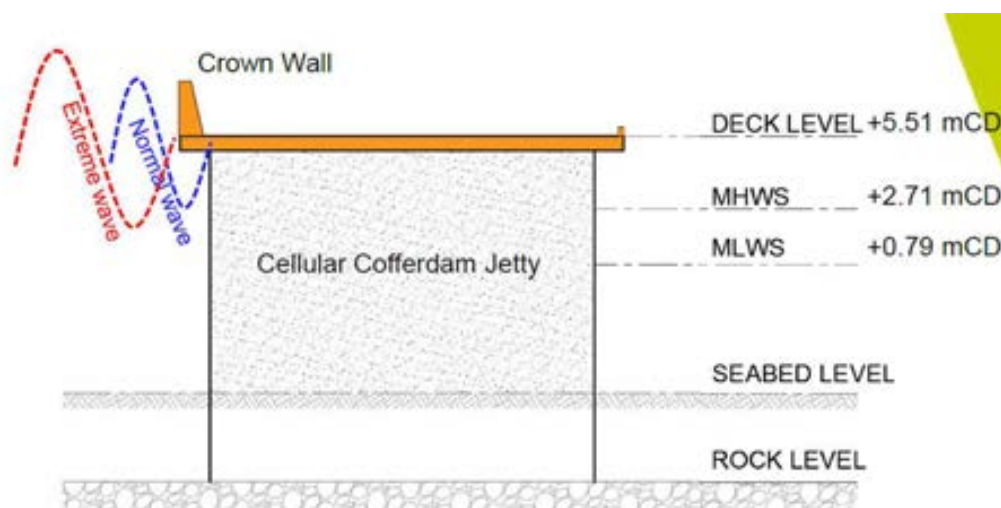 Crown Wall
Extreme wave
Normal wave
DECK LEVEL +5.51 mCD
MHWS +2.71 mCD
MLWS +0.79 mCD
Cellular Cofferdam Jetty
SEABED LEVEL
ROCK LEVEL